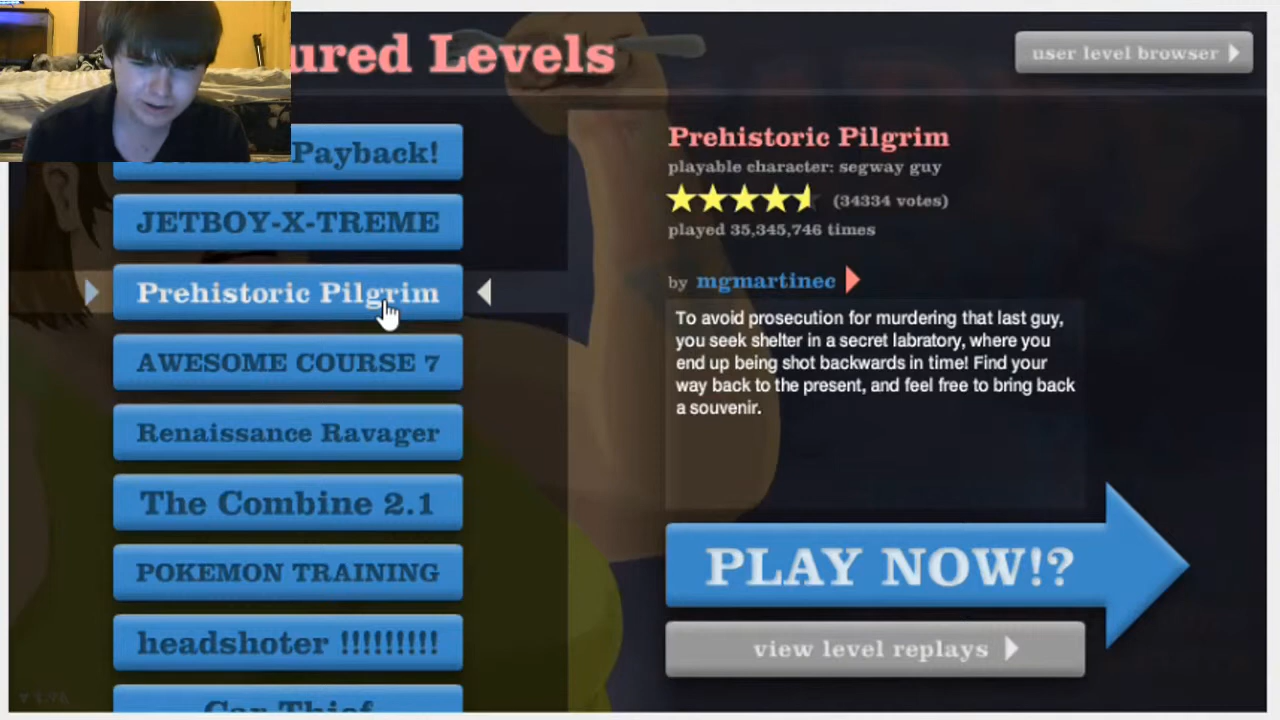 ured Levels
user level browser
Payback!
JETBOY-X-TREME
Prehistoric Pilgrim
AWESOME COURSE 7
Renaissance Ravager
The Combine 2.1
POKEMON TRAINING
headshoter !!!!!!!!!
Car Thief
Prehistoric Pilgrim
playable character: segway guy
(34334 votes)
played 35,345,746 times
by mgmartinec
To avoid prosecution for murdering that last guy,
you seek shelter in a secret labratory, where you
end up being shot backwards in time! Find your
way back to the present, and feel free to bring back
a souvenir.
PLAY NOW!?
view level replays